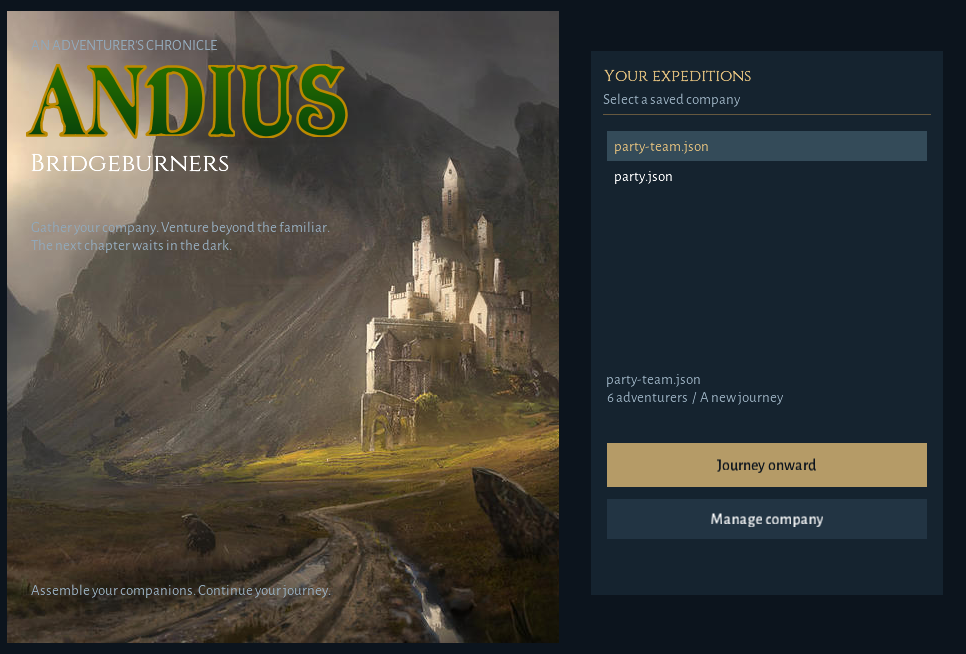 AN ADVENTURER'S CHRONICLE
ANDIUS
BRIDGEBURNERS
Gather your company. Venture beyond the familiar.
The next chapter waits in the dark.
Assemble your companions. Continue your journey.
YOUR EXPEDITIONS
Select a saved company
party-team.json
party.json
party-team.json
6 adventurers / A new journey
Journey onward
Manage company